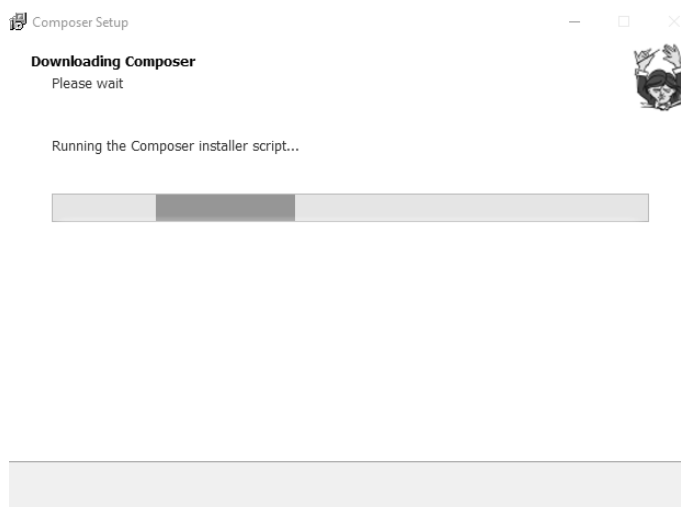 Composer Setup
Downloading Composer
Please wait
Running the Composer installer script...